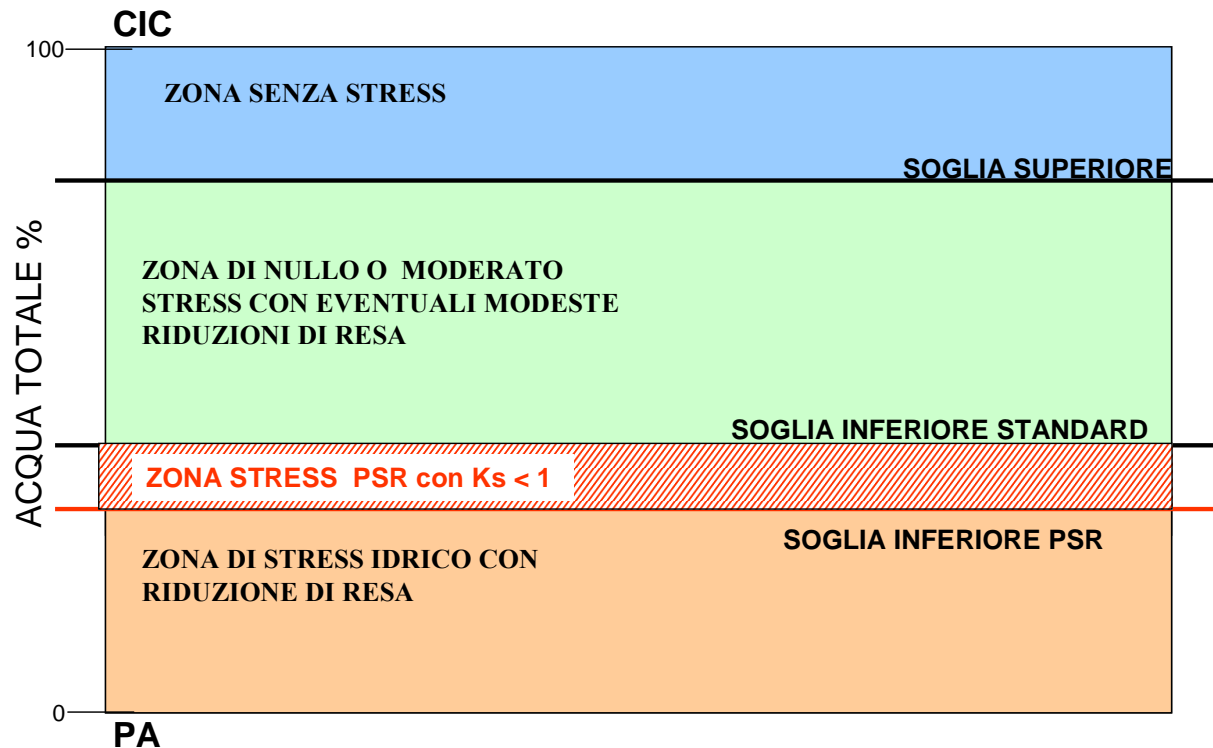 CIC
100
ZONA SENZA STRESS
SOGLIA SUPERIORE
ACQUA TOTALE %
ZONA DI NULLO O MODERATO
STRESS CON EVENTUALI MODESTE
RIDUZIONI DI RESA
SOGLIA INFERIORE STANDARD
ZONA STRESS PSR con Ks < 1
SOGLIA INFERIORE PSR
ZONA DI STRESS IDRICO CON
RIDUZIONE DI RESA
0
PA